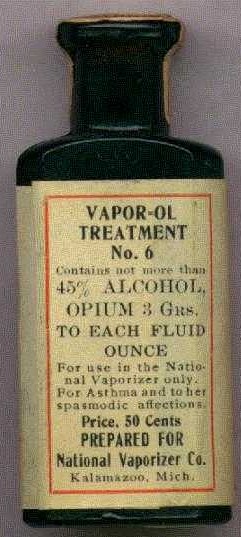 VAPOR-OL
TREATMENT
No. 6
Contains not more than
45% ALCOHOL,
OPIUM 3 GRS.
TO EACH FLUID
OUNCE
For use in the Natio-
nal Vaporizer only.
For Asthma and to her
spasmodic affections.
Price, 50 Cents
PREPARED FOR
National Vaporizer Co.
Kalamazoo, Mich.